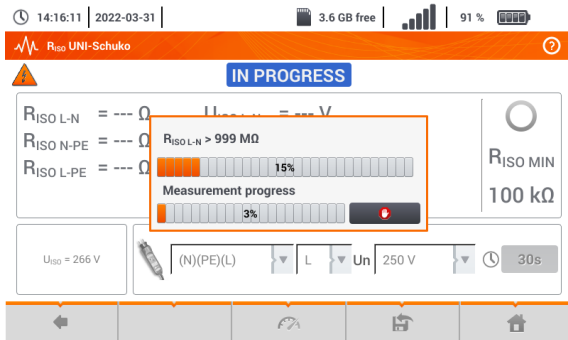 14:16:11 2022-03-31 3.6 GB free 91 %
RISO UNI-Schuko ?
IN PROGRESS
RISO L-N = --- Ω = --- V
RISO N-PE = --- Ω
RISO L-PE = --- Ω
RISO L-N > 999 MΩ
15%
Measurement progress
3%
RISO MIN
100 kΩ
UISO = 266 V
(N)(PE)(L) L Un 250 V 30s